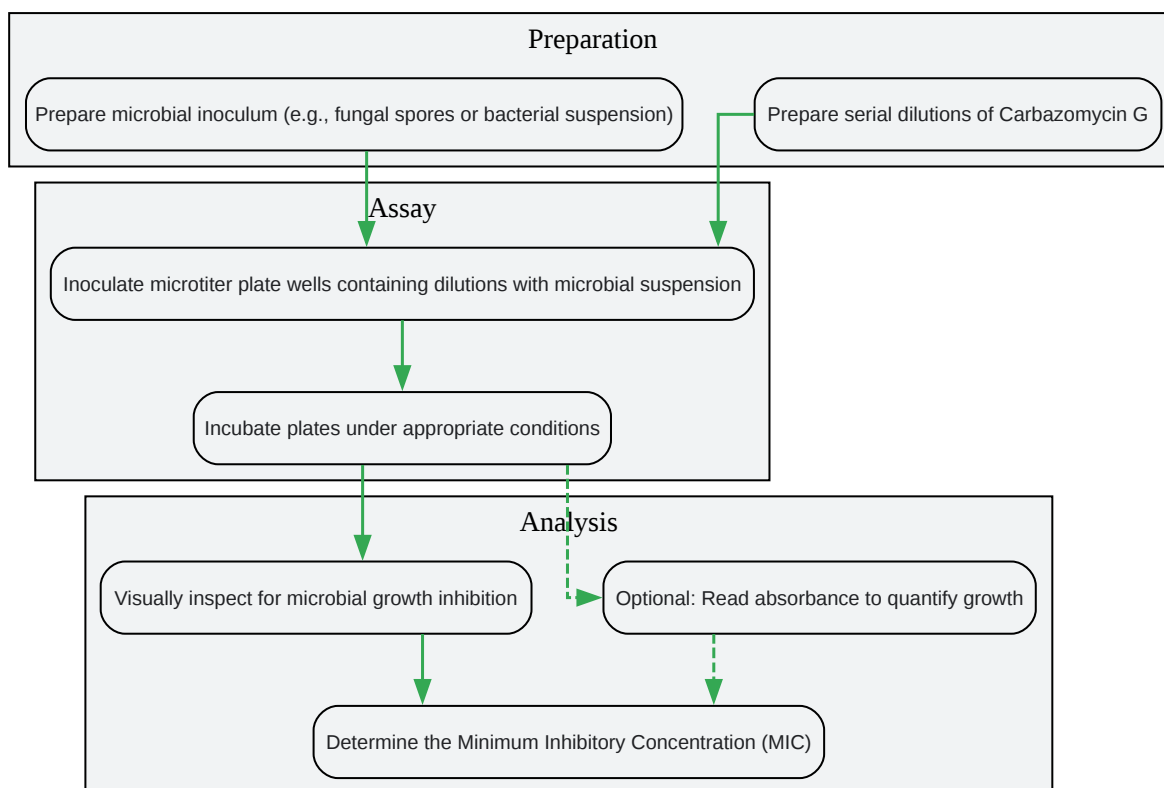 Preparation
Prepare microbial inoculum (e.g., fungal spores or bacterial suspension)
Prepare serial dilutions of Carbazomycin G
Assay
Inoculate microtiter plate wells containing dilutions with microbial suspension
Incubate plates under appropriate conditions
Analysis
Visually inspect for microbial growth inhibition
Optional: Read absorbance to quantify growth
Determine the Minimum Inhibitory Concentration (MIC)